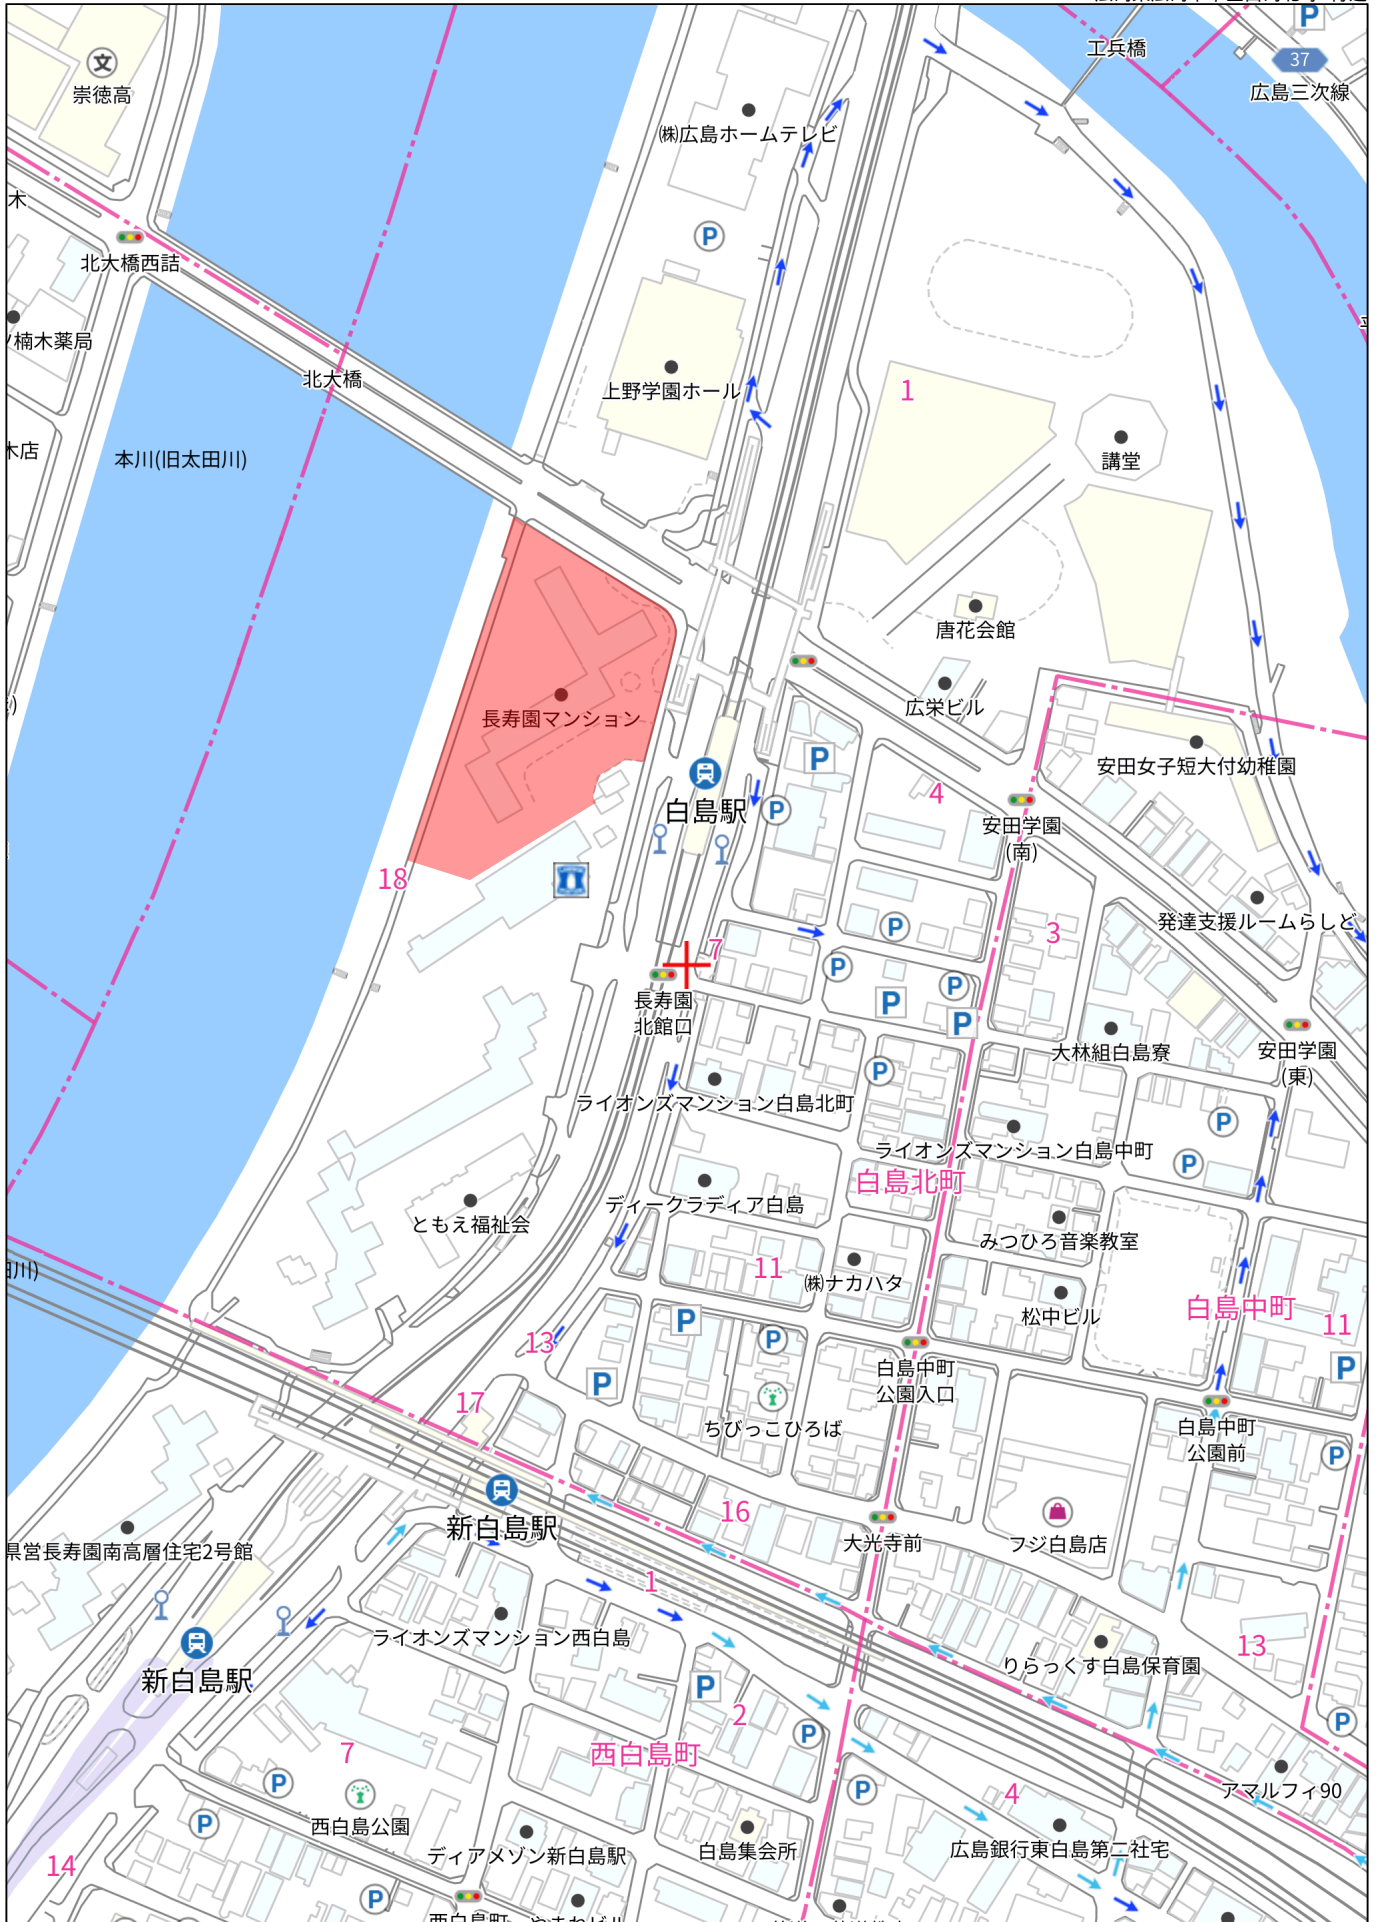 文
崇徳高
工兵橋
P
37
広島三次線
㈱広島ホームテレビ
木
北大橋西詰
P
楠木薬局
北大橋
上野学園ホール
1
木店
本川(旧太田川)
講堂
唐花会館
広栄ビル
長寿園マンション
安田女子短大付幼稚園
P
白島駅
P
4
安田学園
(南)
18
発達支援ルームらしど
P
3
7
P
P
P
P
長寿園
北館口
大林組白島寮
安田学園
(東)
P
ライオンズマンション白島北町
P
ライオンズマンション白島中町
P
白島北町
ディークラディア白島
ともえ福祉会
みつひろ音楽教室
11
㈱ナカハタ
川)
松中ビル
白島中町
11
P
P
13
白島中町
公園入口
P
P
17
ちびっこひろば
白島中町
公園前
P
新白島駅
16
大光寺前
フジ白島店
県営長寿園南高層住宅2号館
1
ライオンズマンション西白島
新白島駅
りらっくす白島保育園
13
P
2
P
P
7
西白島町
P
P
4
アマルフィ90
西白島公園
P
ディアメゾン新白島駅
白島集会所
広島銀行東白島第二社宅
14
P